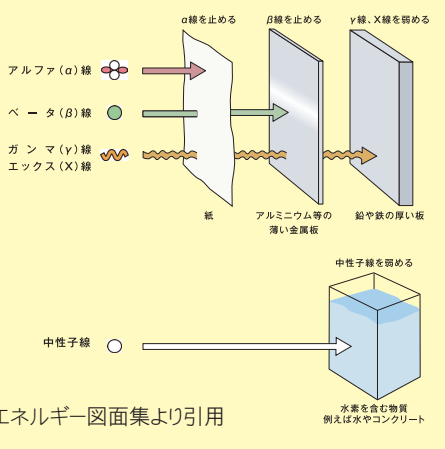 α線を止める
β線を止める
γ線、X線を弱める
アルファ(α)線
ベータ(β)線
ガンマ(γ)線
エックス(X)線
紙
アルミニウム等の
薄い金属板
鉛や鉄の厚い板
中性子線を弱める
中性子線
水素を含む物質
例えば水やコンクリート
エネルギー図面集より引用